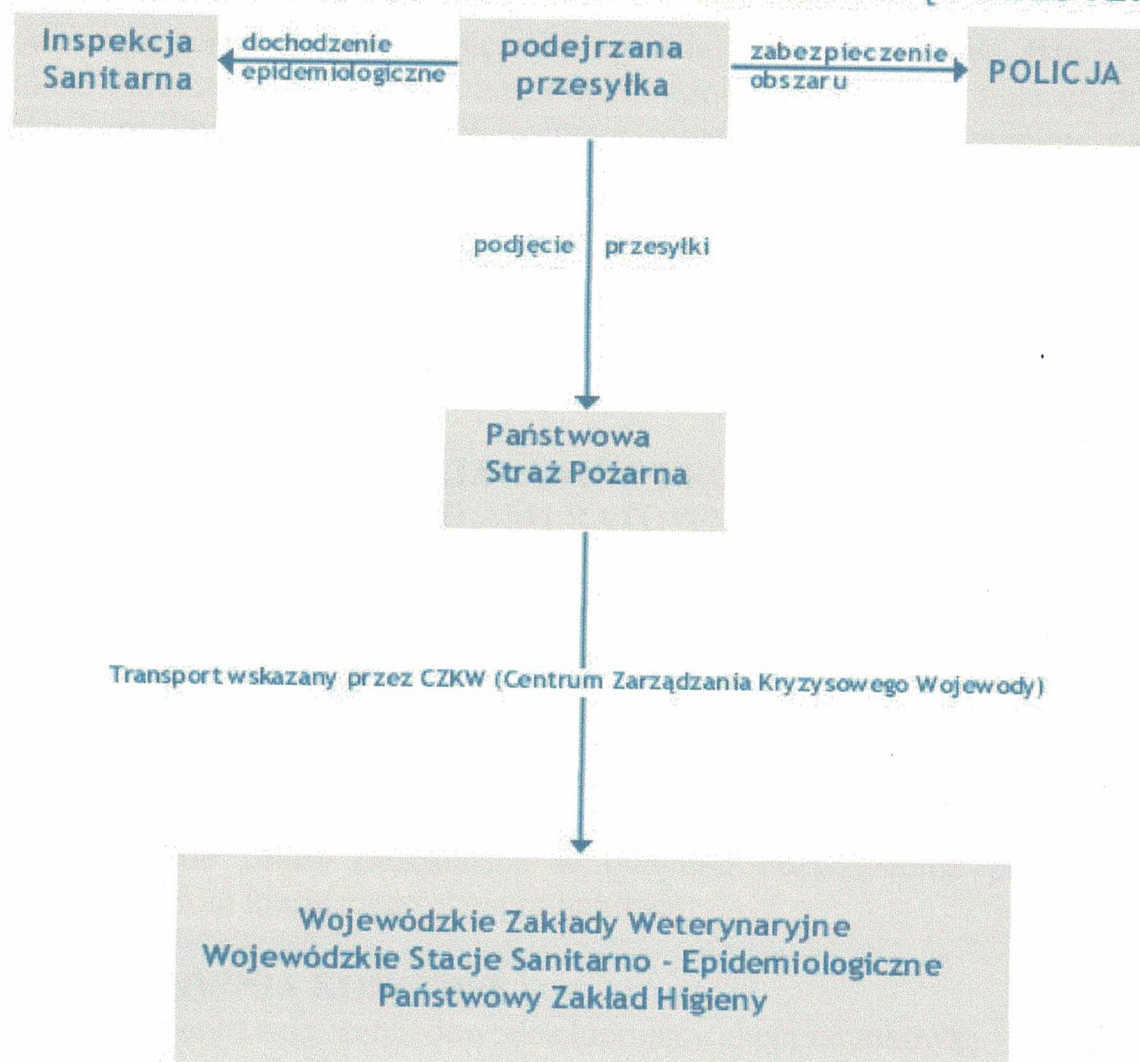 Inspekcja
Sanitarna
dochodzenie
epidemiologiczne
podejrzana
przesyłka
zabezpieczenie
obszaru
POLICJA
podjęcie przesyłki
Państwowa
Straż Pożarna
Transport wskazany przez CZKW (Centrum Zarządzania Kryzysowego Wojewody)
Wojewódzkie Zakłady Weterynaryjne
Wojewódzkie Stacje Sanitarno - Epidemiologiczne
Państwowy Zakład Higieny